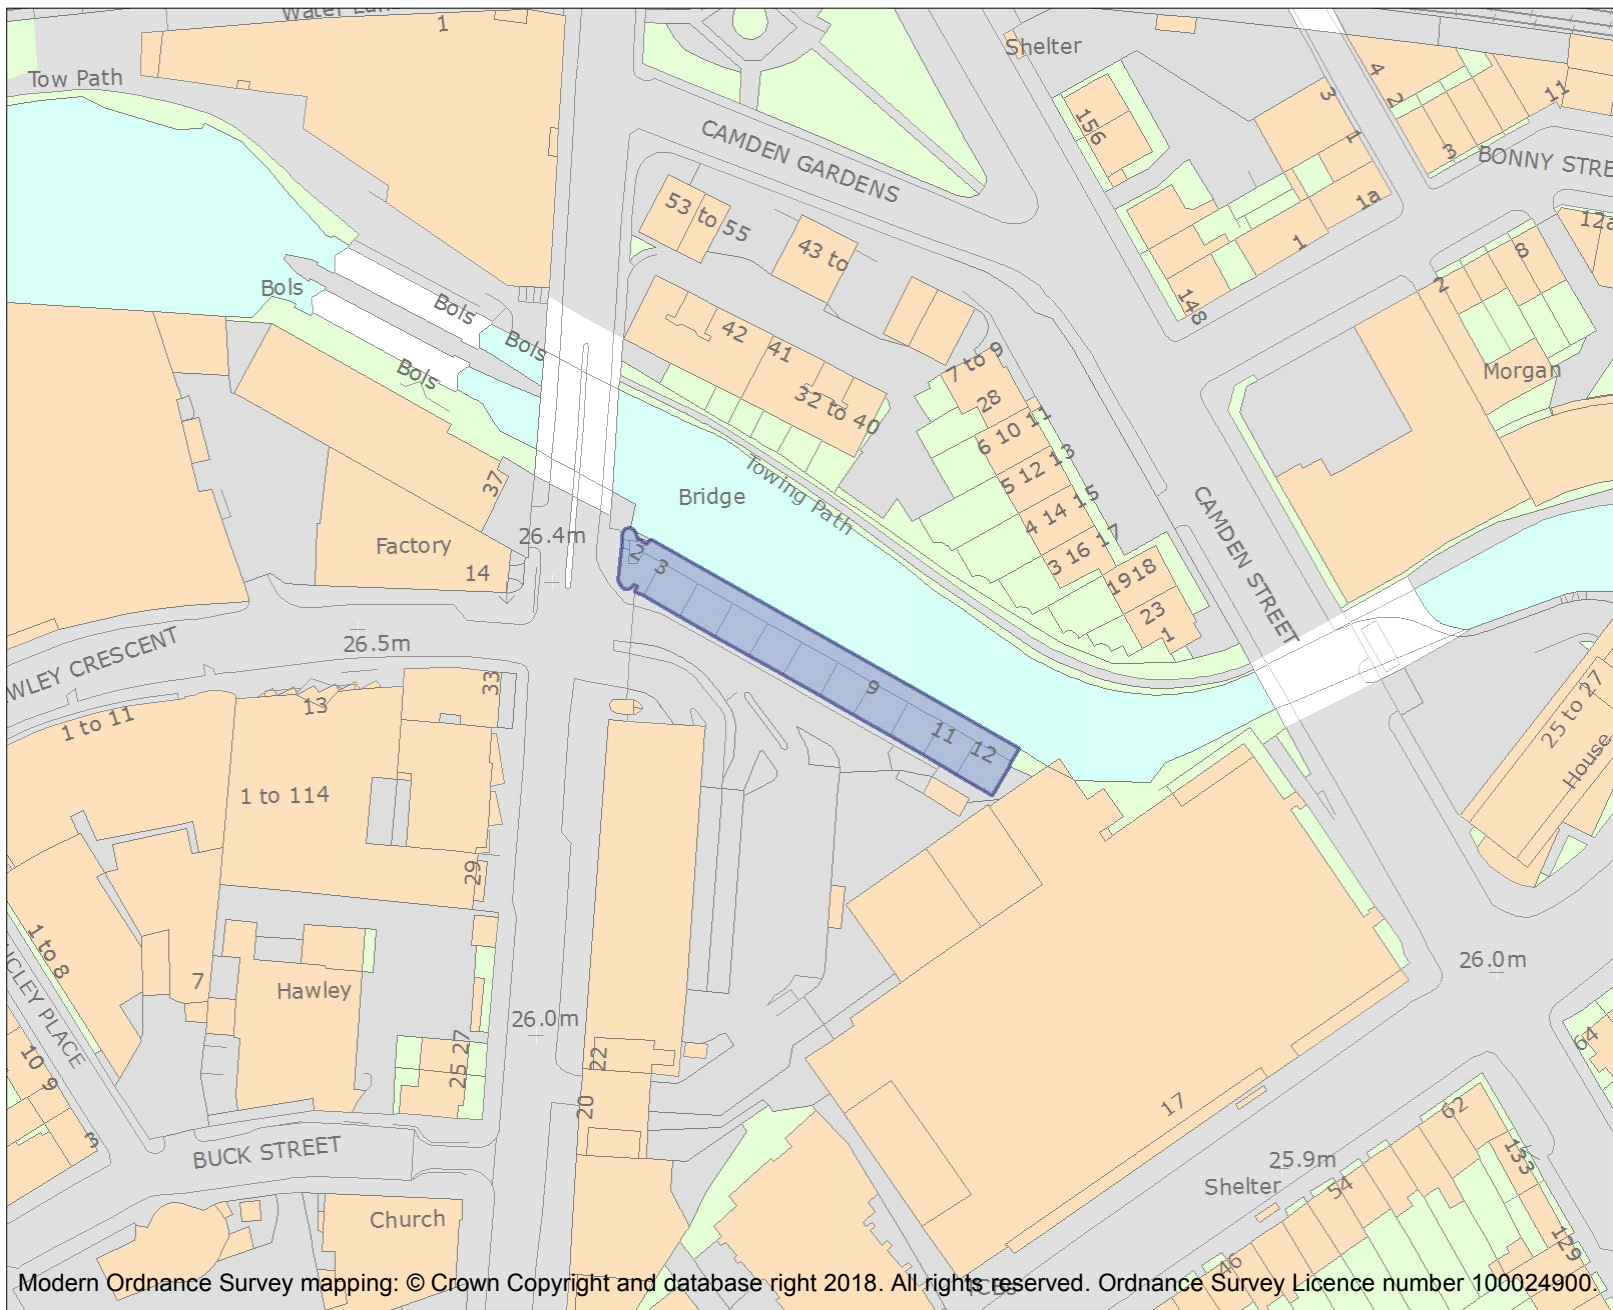 Water Lan
1
Tow Path
Shelter
CAMDEN GARDENS
156
3
1
4
2
11
3
BONNY STRE
1a
1
148
12a
8
2
53 to 55
43 to
Bols
Bols
Bols
Bols
42
41
32 to 40
7 to 9
28
6 10 11
5 12 13
4 14 15
3 16 17
1918
23
1
Morgan
37
Bridge
Towing Path
CAMDEN STREET
Factory
14
26.4m
2
3
26.5m
WLEY CRESCENT
33
13
1 to 11
9
11
12
25 to 27
House
1 to 114
29
1 to 8
7
Hawley
26.0m
26.0m
22
20
25 27
10
9
3
64
17
BUCK STREET
62
133
25.9m
Shelter
54
129
Church
46
Modern Ordnance Survey mapping: © Crown Copyright and database right 2018. All rights reserved. Ordnance Survey Licence number 100024900.